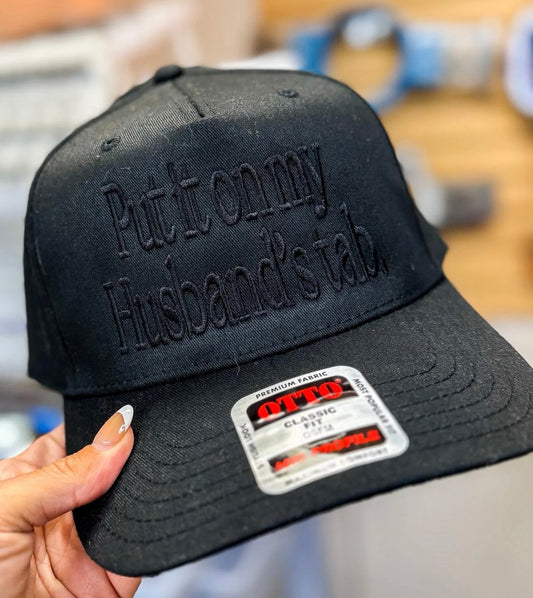 Put it on my
Husband's tab.
PREMIUM FABRIC
MOST POPULAR
OTTO
CLASSIC
FIT
OSFM
MID PROFILE
MAXIMUM COMFORT